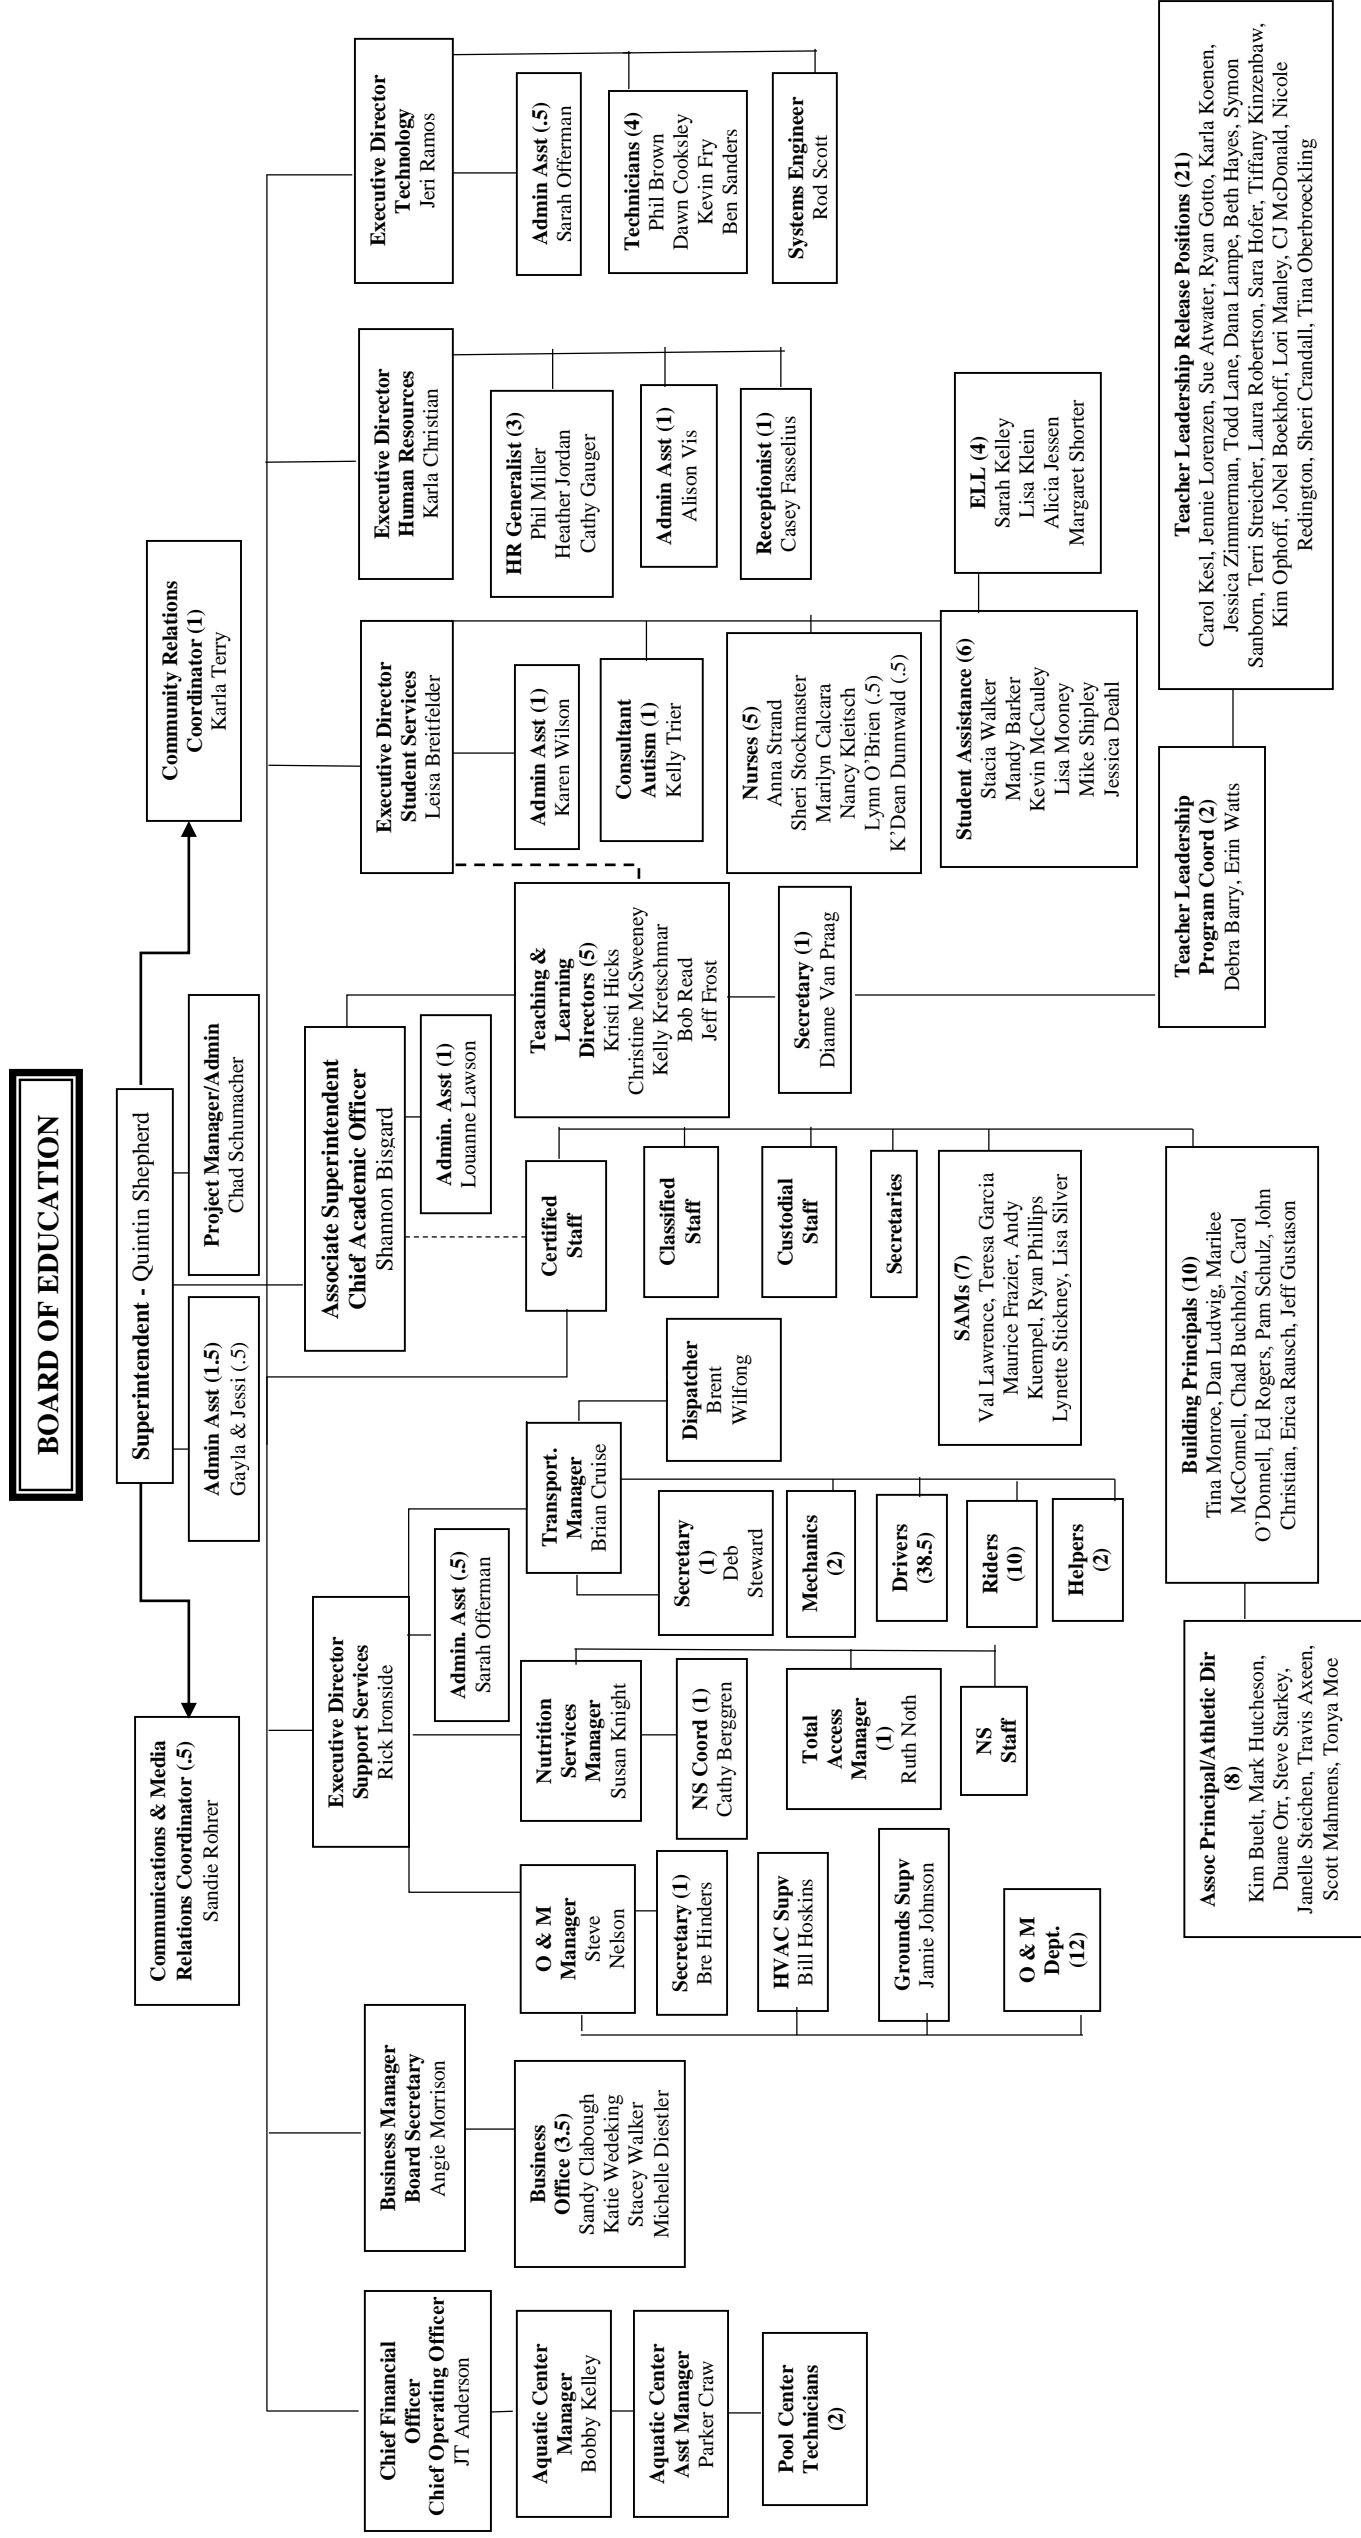 BOARD OF EDUCATION
Superintendent - Quintin Shepherd
Communications & Media
Relations Coordinator (.5)
Sandie Rohrer
Community Relations
Coordinator (1)
Karla Terry
Admin Asst (1.5)
Gayla & Jessi (.5)
Project Manager/Admin
Chad Schumacher
Chief Financial
Officer
Chief Operating Officer
JT Anderson
Aquatic Center
Manager
Bobby Kelley
Aquatic Center
Asst Manager
Parker Craw
Pool Center
Technicians
(2)
Business Manager
Board Secretary
Angie Morrison
Business
Office (3.5)
Sandy Clabough
Katie Wedeking
Stacey Walker
Michelle Diestler
Executive Director
Support Services
Rick Ironside
Admin. Asst (.5)
Sarah Offerman
O & M
Manager
Steve
Nelson
Secretary (1)
Bre Hinders
HVAC Supv
Bill Hoskins
Grounds Supv
Jamie Johnson
O & M
Dept.
(12)
Nutrition
Services
Manager
Susan Knight
NS Coord (1)
Cathy Berggren
Total
Access
Manager
(1)
Ruth Noth
NS
Staff
Transport.
Manager
Brian Cruise
Dispatcher
Brent
Wilfong
Secretary
(1)
Deb
Steward
Mechanics
(2)
Drivers
(38.5)
Riders
(10)
Helpers
(2)
Associate Superintendent
Chief Academic Officer
Shannon Bisgard
Admin. Asst (1)
Louanne Lawson
Certified
Staff
Classified
Staff
Custodial
Staff
Secretaries
SAMs (7)
Val Lawrence, Teresa Garcia
Maurice Frazier, Andy
Kuempel, Ryan Phillips
Lynette Stickney, Lisa Silver
Building Principals (10)
Tina Monroe, Dan Ludwig, Marilee
McConnell, Chad Buchholz, Carol
O'Donnell, Ed Rogers, Pam Schulz, John
Christian, Erica Rausch, Jeff Gustason
Assoc Principal/Athletic Dir
(8)
Kim Buelt, Mark Hutcheson,
Duane Orr, Steve Starkey,
Janelle Steichen, Travis Axeen,
Scott Mahmens, Tonya Moe
Teaching &
Learning
Directors (5)
Kristi Hicks
Christine McSweeney
Kelly Kretschmar
Bob Read
Jeff Frost
Secretary (1)
Dianne Van Praag
Teacher Leadership
Program Coord (2)
Debra Barry, Erin Watts
Teacher Leadership Release Positions (21)
Carol Kesl, Jennie Lorenzen, Sue Atwater, Ryan Gotto, Karla Koenen,
Jessica Zimmerman, Todd Lane, Dana Lampe, Beth Hayes, Symon
Sanborn, Terri Streicher, Laura Robertson, Sara Hofer, Tiffany Kinzenbaw,
Kim Ophoff, JoNel Boekhoff, Lori Manley, CJ McDonald, Nicole
Redington, Sheri Crandall, Tina Oberbroeckling
Executive Director
Student Services
Leisa Breitfelder
Admin Asst (1)
Karen Wilson
Consultant
Autism (1)
Kelly Trier
Nurses (5)
Anna Strand
Sheri Stockmaster
Marilyn Calcara
Nancy Kleitsch
Lynn O'Brien (.5)
K'Dean Dunnwald (.5)
Student Assistance (6)
Stacia Walker
Mandy Barker
Kevin McCauley
Lisa Mooney
Mike Shipley
Jessica Deahl
ELL (4)
Sarah Kelley
Lisa Klein
Alicia Jessen
Margaret Shorter
Executive Director
Human Resources
Karla Christian
HR Generalist (3)
Phil Miller
Heather Jordan
Cathy Gauger
Admin Asst (1)
Alison Vis
Receptionist (1)
Casey Fasselius
Executive Director
Technology
Jeri Ramos
Admin Asst (.5)
Sarah Offerman
Technicians (4)
Phil Brown
Dawn Cooksley
Kevin Fry
Ben Sanders
Systems Engineer
Rod Scott